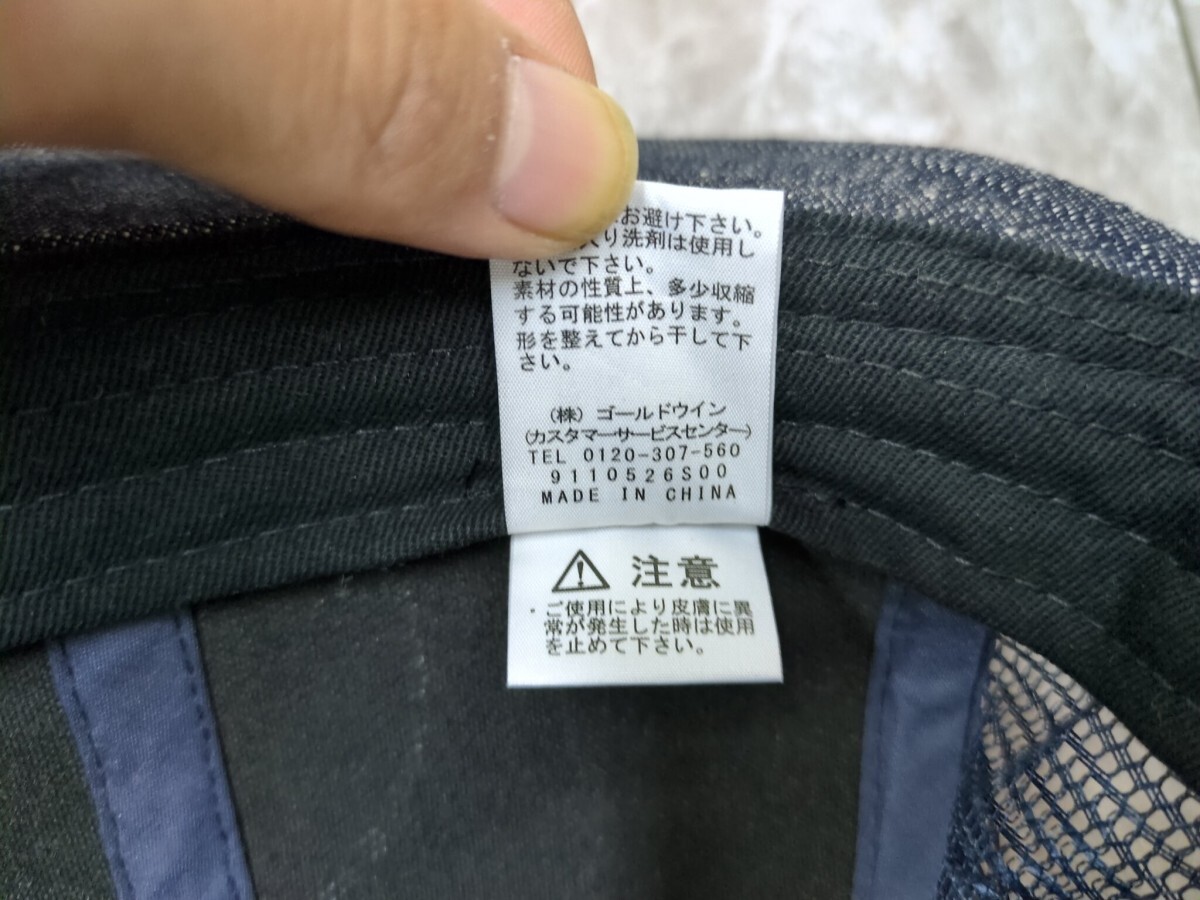 お避け下さい。
入り洗剤は使用し
ないで下さい。
素材の性質上、多少収縮
する可能性があります。
形を整えてから干して下
さい。
(株) ゴールドウイン
(カスタマーサービスセンター)
TEL 0120-307-560
9110526S00
MADE IN CHINA
注意
・ご使用により皮膚に異
常が発生した時は使用
を止めて下さい。